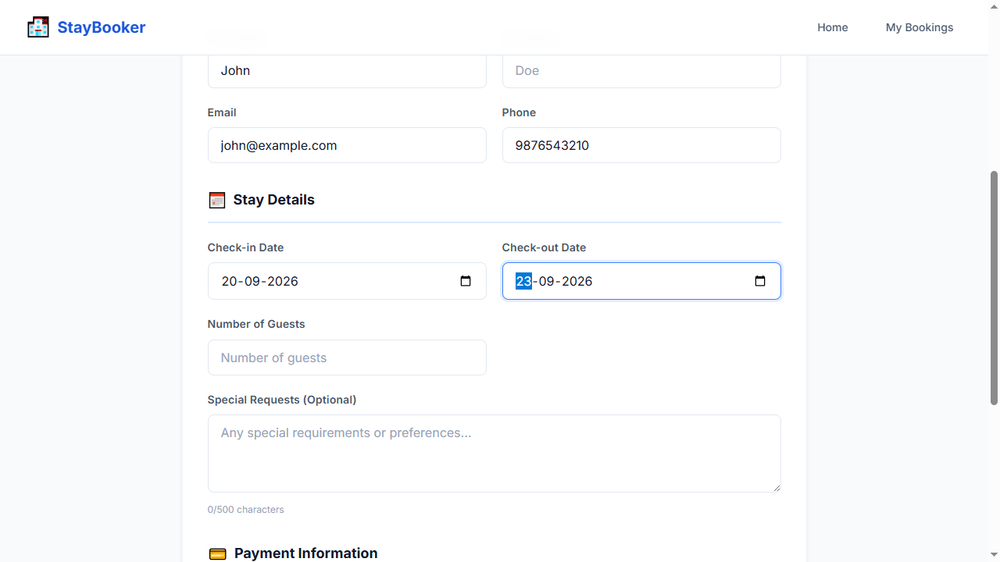 StayBooker
Home
My Bookings
John
Doe
Email
Phone
john@example.com
9876543210
Stay Details
Check-in Date
Check-out Date
20-09-2026
23-09-2026
Number of Guests
Number of guests
Special Requests (Optional)
Any special requirements or preferences...
0/500 characters
Payment Information